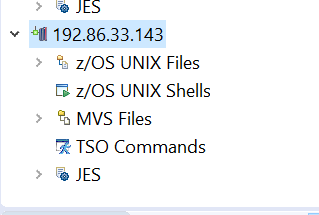 JES
192.86.33.143
z/OS UNIX Files
z/OS UNIX Shells
MVS Files
TSO Commands
JES